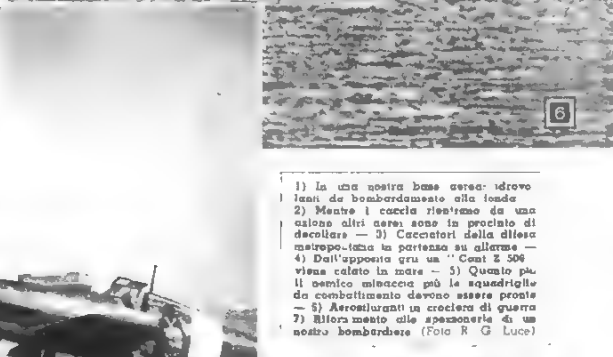 6
1) In una nostra base aerea: idrovo
lanti da bombardamento alla fonda
2) Mentre i caccia rientrano da una
azione altri aerei sono in procinto di
decollare — 3) Cacciatori della difesa
metropolitana in partenza su allarme —
4) Dall'apposita gru un " Cant Z 506
viene calato in mare — 5) Quanto più
il nemico minaccia più le squadriglie
da combattimento devono essere pronte
— 6) Aerosiluranti in crociera di guerra
7) Rifornimento alle spezzonerie di un
nostro bombardiere (Foto R G Luce)